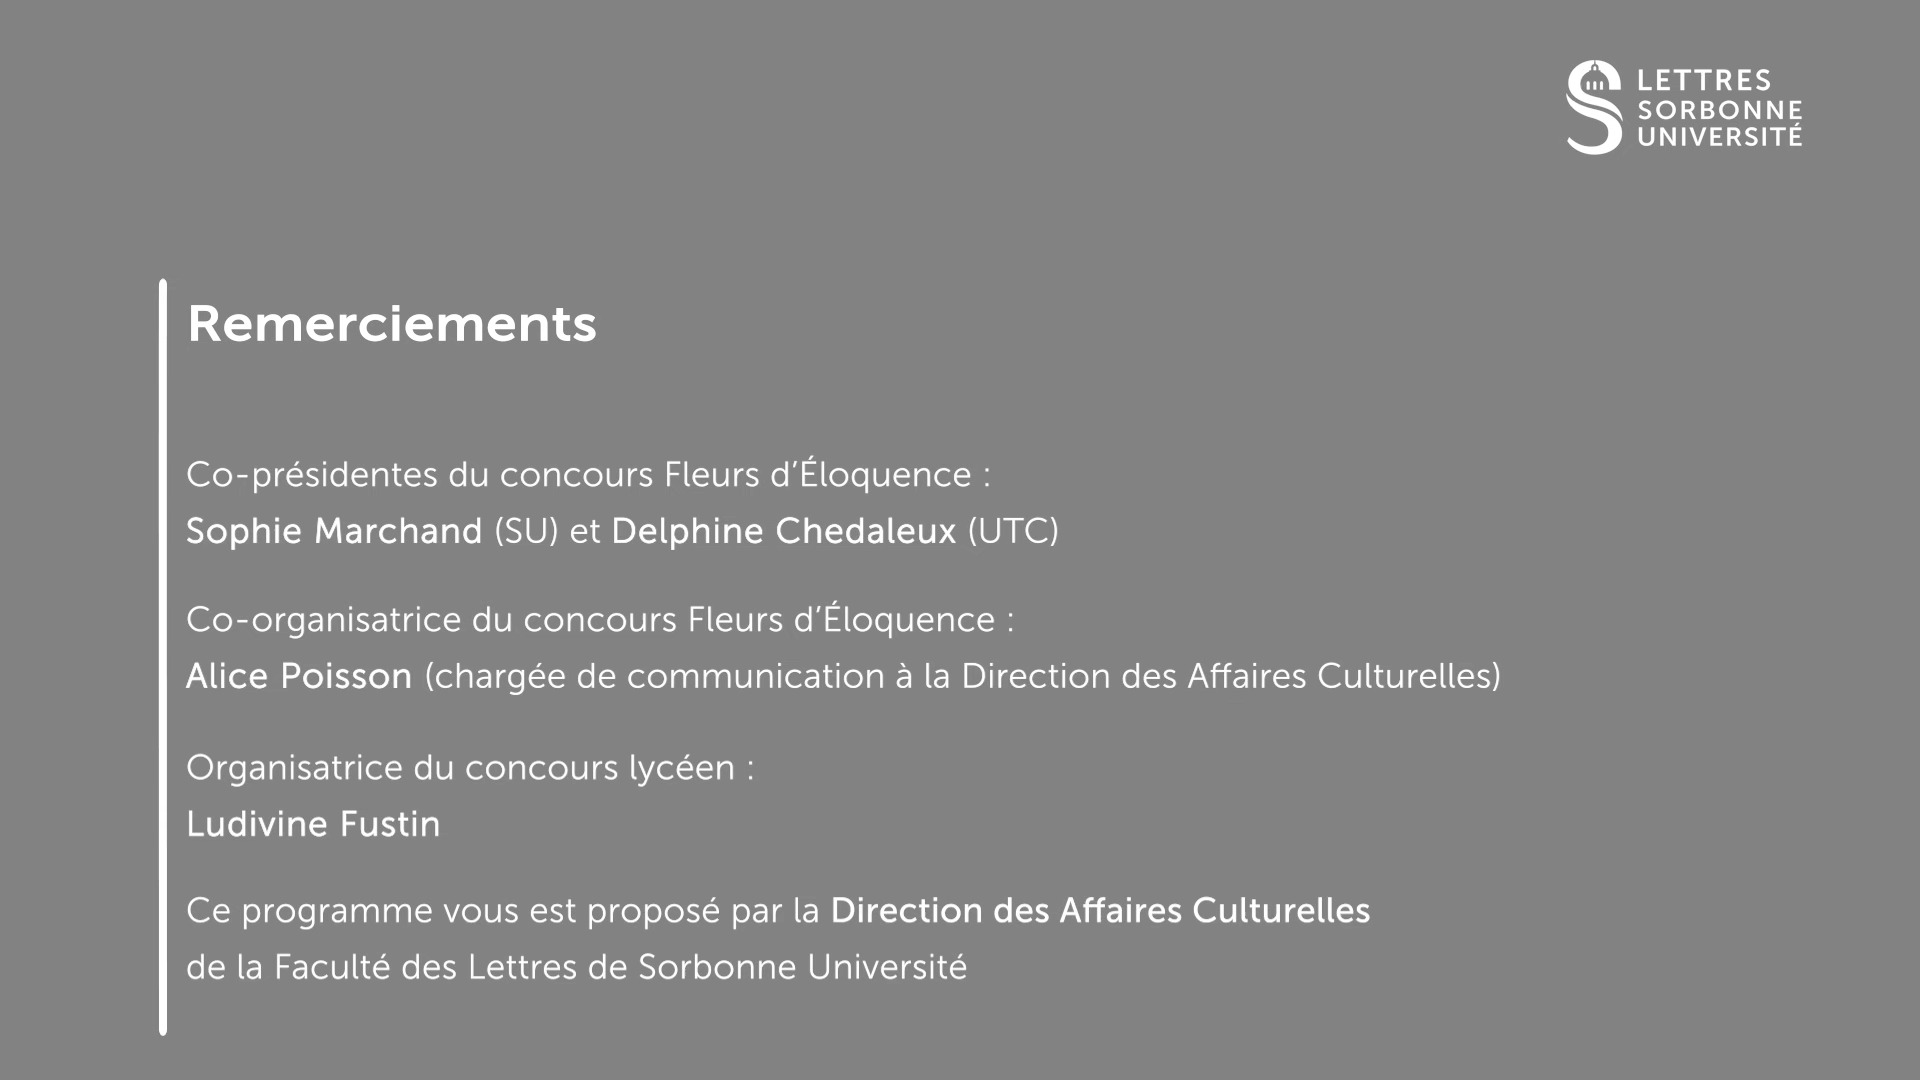 LETTRES
SORBONNE
UNIVERSITÉ
Remerciements
Co-présidentes du concours Fleurs d’Éloquence :
Sophie Marchand (SU) et Delphine Chedaleux (UTC)
Co-organisatrice du concours Fleurs d’Éloquence :
Alice Poisson (chargée de communication à la Direction des Affaires Culturelles)
Organisatrice du concours lycéen :
Ludivine Fustin
Ce programme vous est proposé par la Direction des Affaires Culturelles
de la Faculté des Lettres de Sorbonne Université